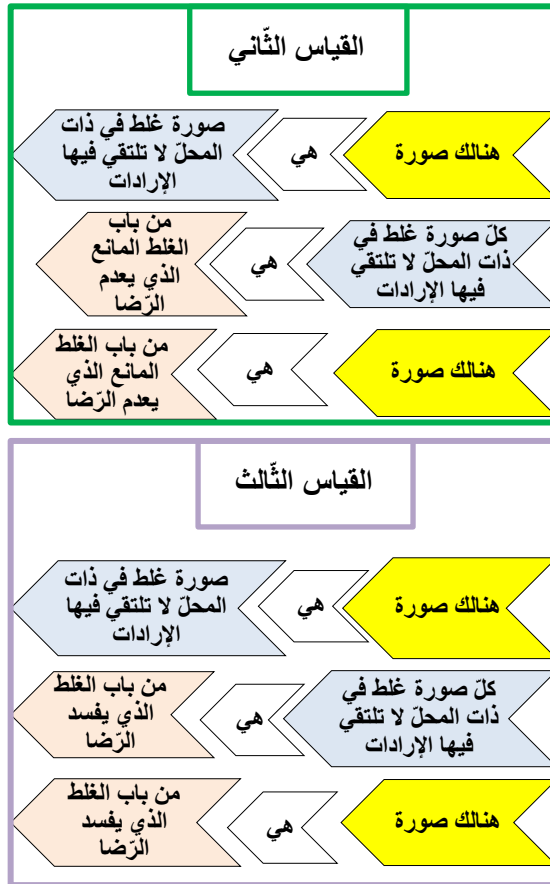 القياس الثّاني
هنالك صورة
هي
صورة غلط في ذات
المحلّ لا تلتقي فيها
الإرادات
كلّ صورة غلط في
ذات المحلّ لا تلتقي
فيها الإرادات
هي
من باب
الغلط المانع
الذي يعدم
الرّضا
هنالك صورة
هي
من باب الغلط
المانع الذي
يعدم الرّضا
القياس الثّالث
هنالك صورة
هي
صورة غلط في ذات
المحلّ لا تلتقي فيها
الإرادات
كلّ صورة غلط في
ذات المحلّ لا تلتقي
فيها الإرادات
هي
من باب الغلط
الذي يفسد
الرّضا
هنالك صورة
هي
من باب الغلط
الذي يفسد
الرّضا